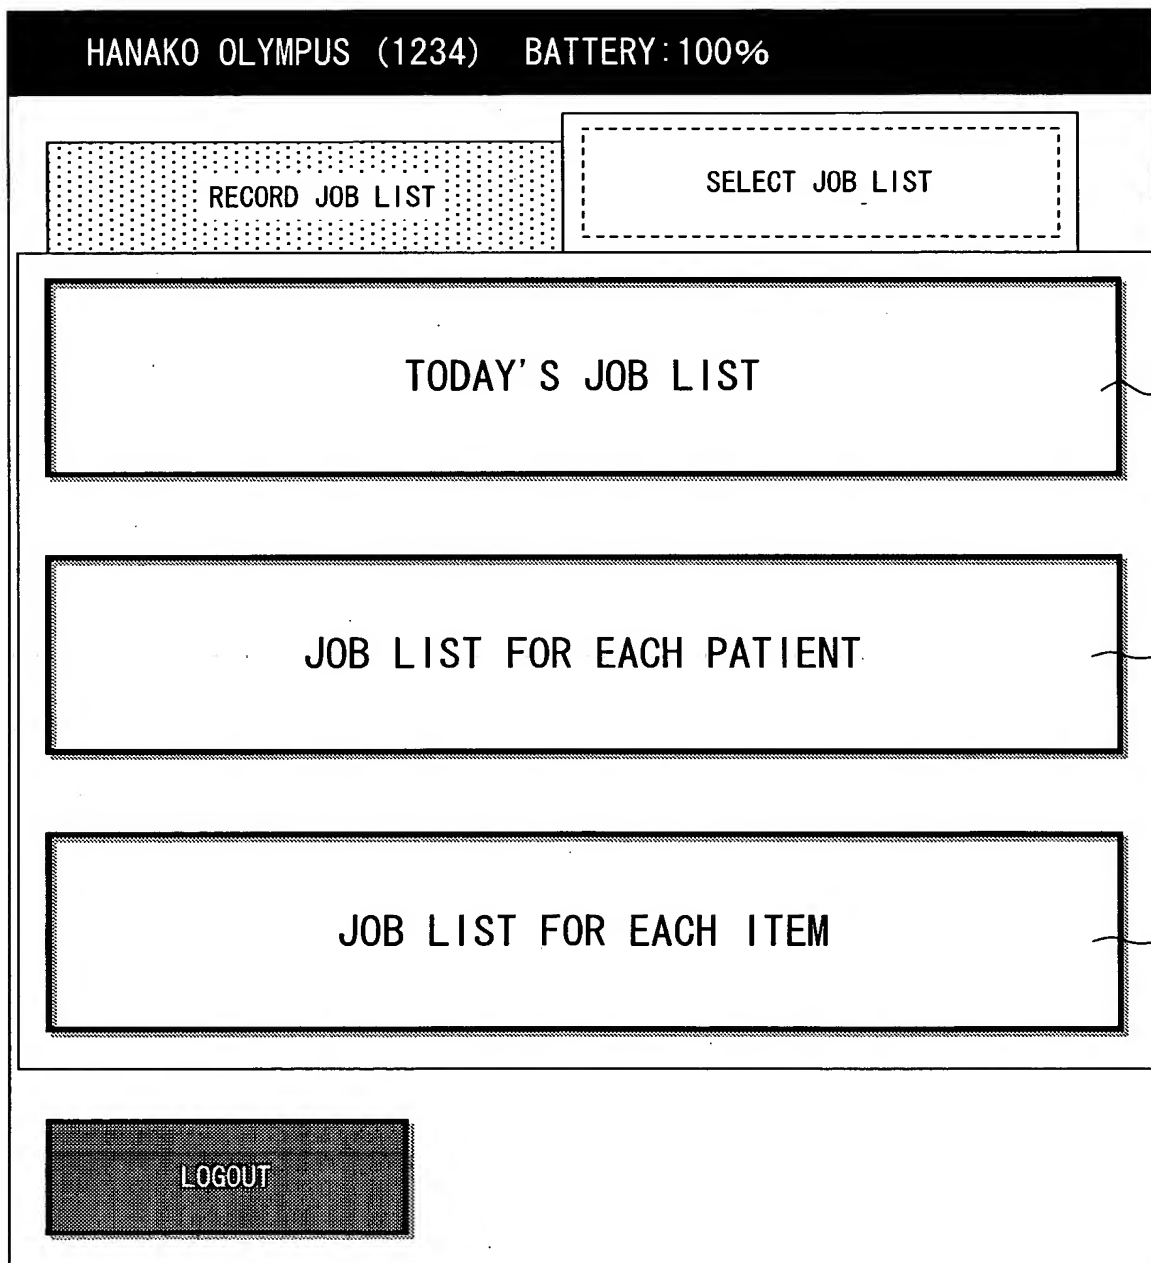 HANAKO OLYMPUS (1234) BATTERY:100%
RECORD JOB LIST
SELECT JOB LIST
TODAY'S JOB LIST
JOB LIST FOR EACH PATIENT
JOB LIST FOR EACH ITEM
LOGOUT